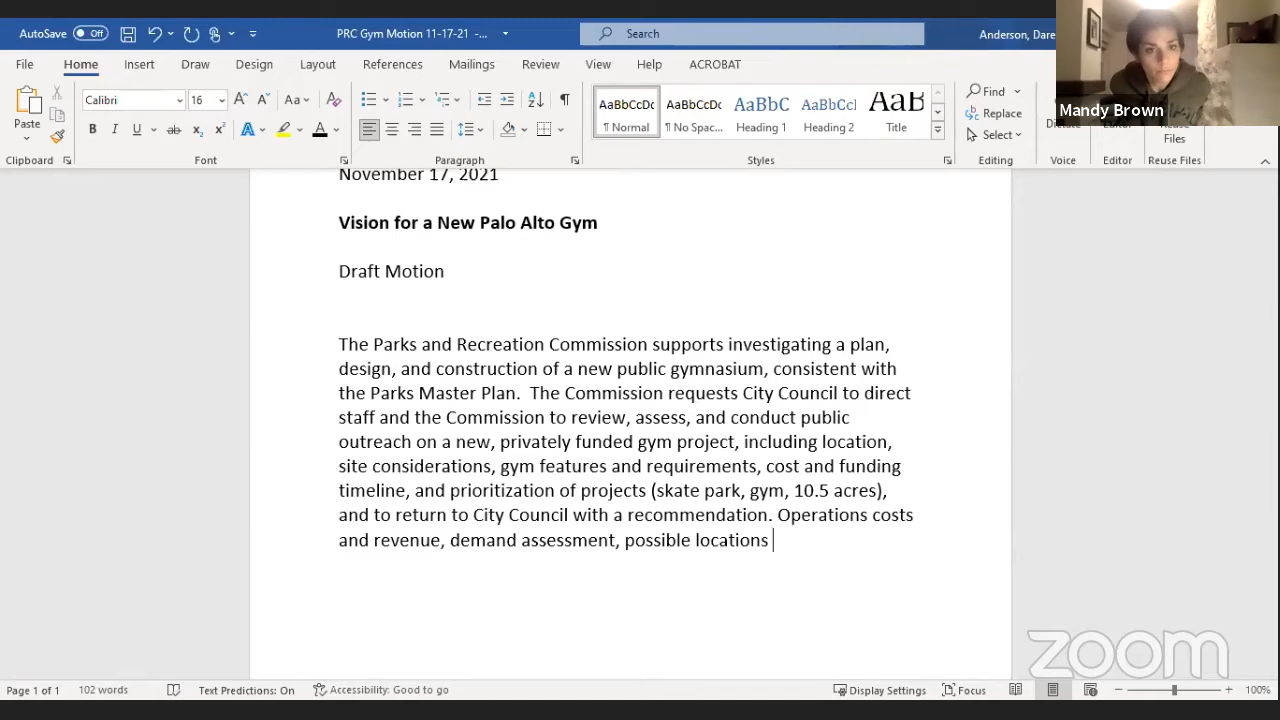 AutoSave Off PRC Gym Motion 11-17-21 -... Search Anderson, Dare
File Home Insert Draw Design Layout References Mailings Review View Help ACROBAT
Mandy Brown
Paste Calibri 16 Aa
AaBbCcDc AaBbCcDc AaBbC AaBbCcI AaB
¶ Normal ¶ No Spac... Heading 1 Heading 2 Title
Find
Replace
Select
Dictate Editor Reuse Files
Clipboard Font Paragraph Styles Editing Voice Editor Reuse Files
November 17, 2021
Vision for a New Palo Alto Gym
Draft Motion
The Parks and Recreation Commission supports investigating a plan,
design, and construction of a new public gymnasium, consistent with
the Parks Master Plan.  The Commission requests City Council to direct
staff and the Commission to review, assess, and conduct public
outreach on a new, privately funded gym project, including location,
site considerations, gym features and requirements, cost and funding
timeline, and prioritization of projects (skate park, gym, 10.5 acres),
and to return to City Council with a recommendation. Operations costs
and revenue, demand assessment, possible locations
zoom
Page 1 of 1 102 words Text Predictions: On Accessibility: Good to go Display Settings Focus 100%